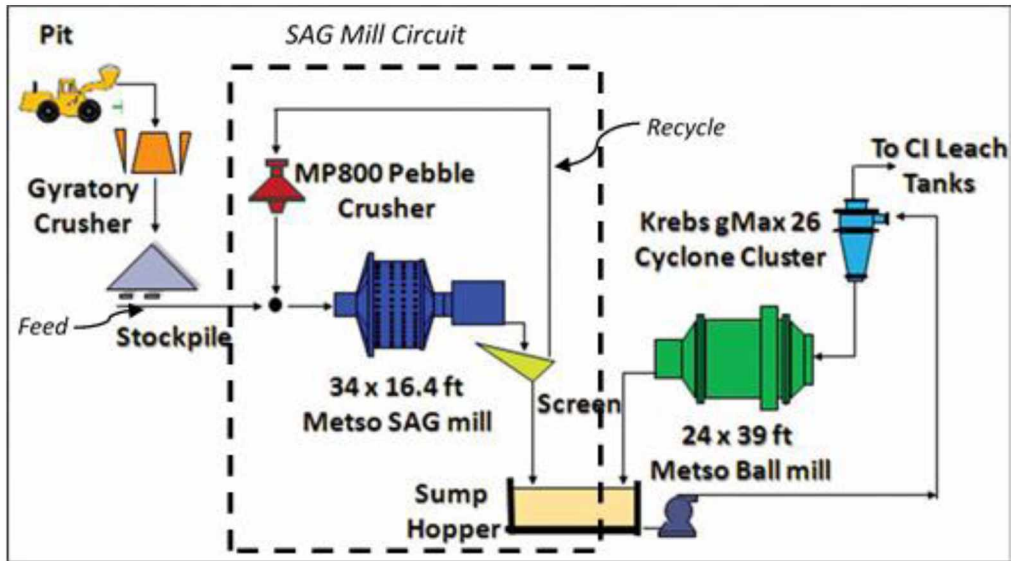 Pit
SAG Mill Circuit
Recycle
MP800 Pebble
Crusher
Gyratory
Crusher
To CI Leach
Tanks
Krebs gMax 26
Cyclone Cluster
Feed
Stockpile
34 x 16.4 ft
Metso SAG mill
Screen
24 x 39 ft
Metso Ball mill
Sump
Hopper